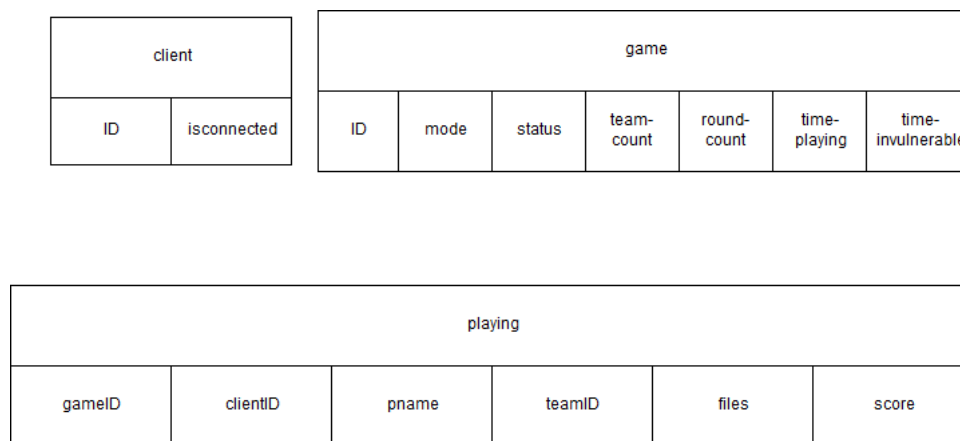 client
game
ID isconnected
ID mode status team-count round-count time-playing time-invulnerable
playing
gameID clientID pname teamID files score